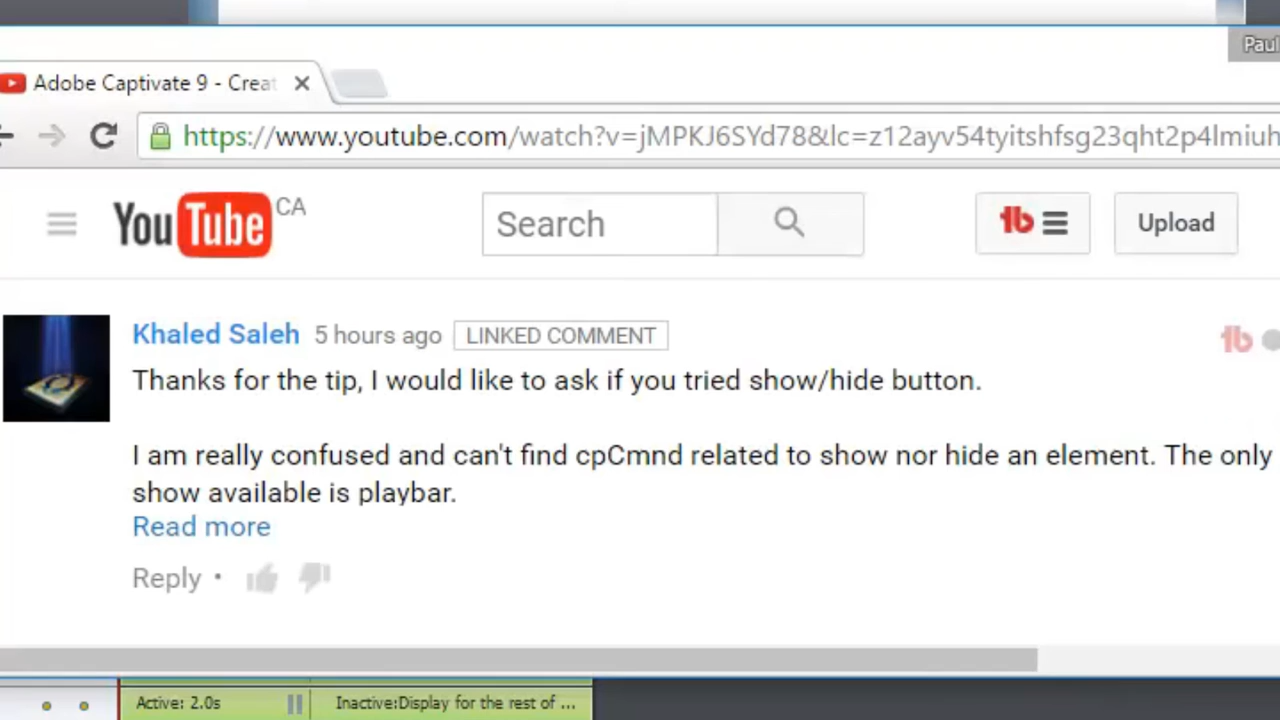 Paul
Adobe Captivate 9 - Creat
https://www.youtube.com/watch?v=jMPKJ6SYd78&lc=z12ayv54tyitshfsg23qht2p4lmiuh
YouTube CA
Search
Upload
Khaled Saleh 5 hours ago LINKED COMMENT
Thanks for the tip, I would like to ask if you tried show/hide button.
I am really confused and can't find cpCmnd related to show nor hide an element. The only
show available is playbar.
Read more
Reply •
Active: 2.0s Inactive:Display for the rest of ...